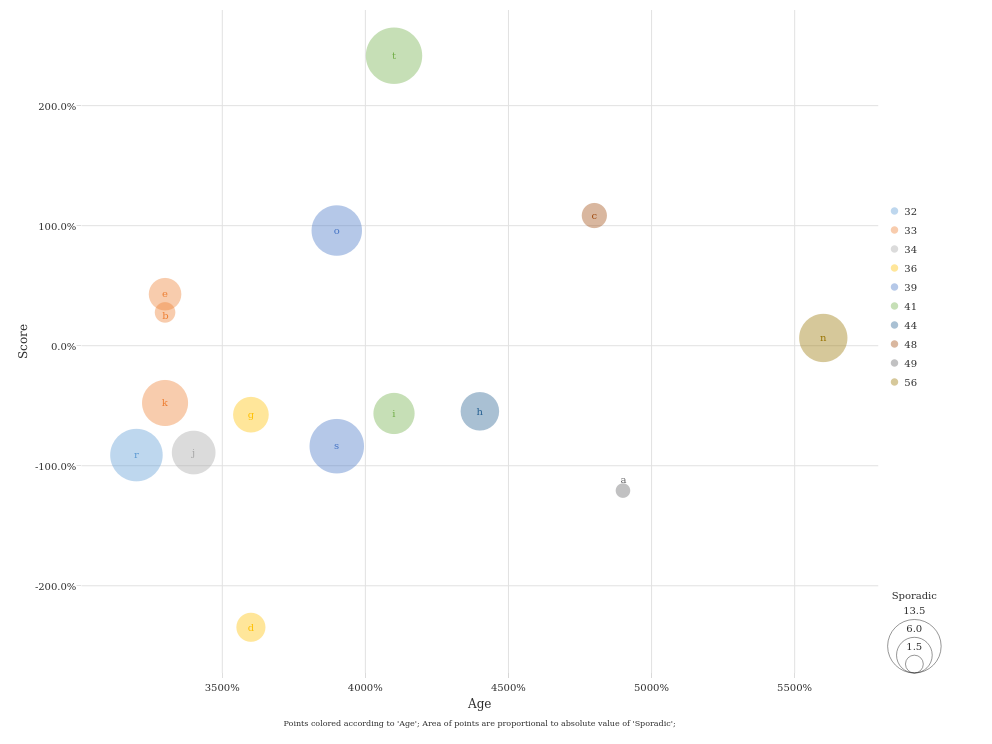 t
200.0%
32
c
100.0%
o
33
34
36
39
e
41
b
44
n
Score
0.0%
48
49
56
k
h
g
i
s
j
r
-100.0%
a
-200.0%
Sporadic
13.5
d
6.0
1.5
3500%
4000%
4500%
5000%
5500%
Age
Points colored according to 'Age'; Area of points are proportional to absolute value of 'Sporadic';